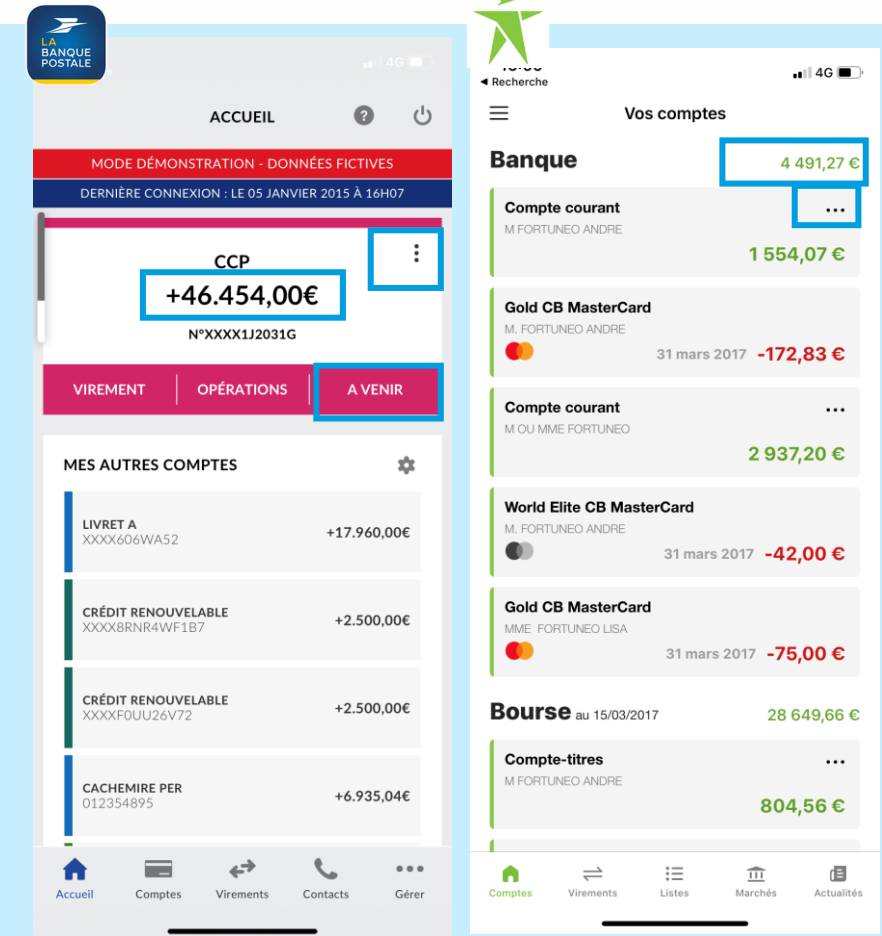 LA
BANQUE
POSTALE
4G
ACCUEIL
?
MODE DÉMONSTRATION - DONNÉES FICTIVES
DERNIÈRE CONNEXION : LE 05 JANVIER 2015 À 16H07
CCP
+46.454,00€
N°XXXX1J2031G
VIREMENT
OPÉRATIONS
A VENIR
MES AUTRES COMPTES
LIVRET A
XXXX606WA52
+17.960,00€
CRÉDIT RENOUVELABLE
XXXX8RNR4WF1B7
+2.500,00€
CRÉDIT RENOUVELABLE
XXXXF0UU26V72
+2.500,00€
CACHEMIRE PER
012354895
+6.935,04€
Accueil
Comptes
Virements
Contacts
Gérer
Recherche
4G
Vos comptes
Banque
4 491,27 €
Compte courant
M FORTUNEO ANDRE
1 554,07 €
Gold CB MasterCard
M. FORTUNEO ANDRE
31 mars 2017 -172,83 €
Compte courant
M OU MME FORTUNEO
2 937,20 €
World Elite CB MasterCard
M. FORTUNEO ANDRE
31 mars 2017 -42,00 €
Gold CB MasterCard
MME FORTUNEO LISA
31 mars 2017 -75,00 €
Bourse au 15/03/2017
28 649,66 €
Compte-titres
M FORTUNEO ANDRE
804,56 €
Comptes
Virements
Listes
Marchés
Actualités